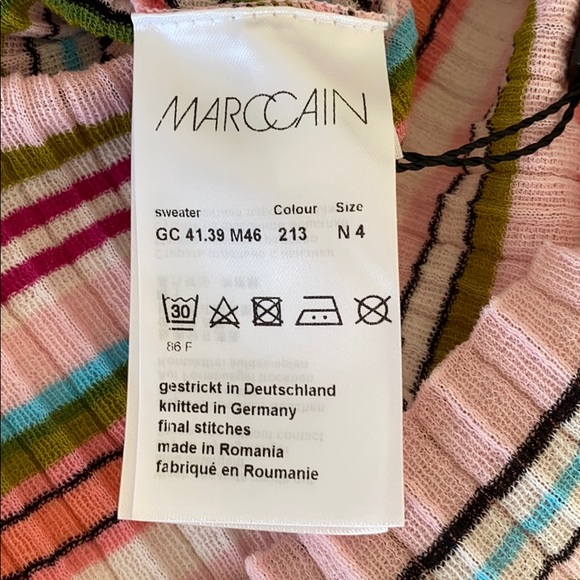 MARCCAIN
sweater Colour Size
GC 41.39 M46 213 N 4
30
86 F
gestrickt in Deutschland
knitted in Germany
final stitches
made in Romania
fabriqué en Roumanie